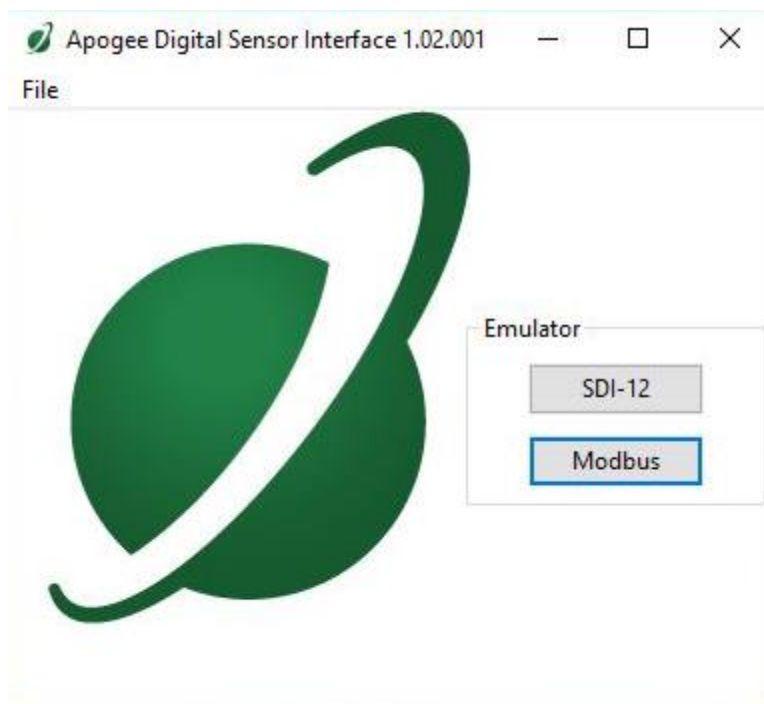 Apogee Digital Sensor Interface 1.02.001
File
Emulator
SDI-12
Modbus